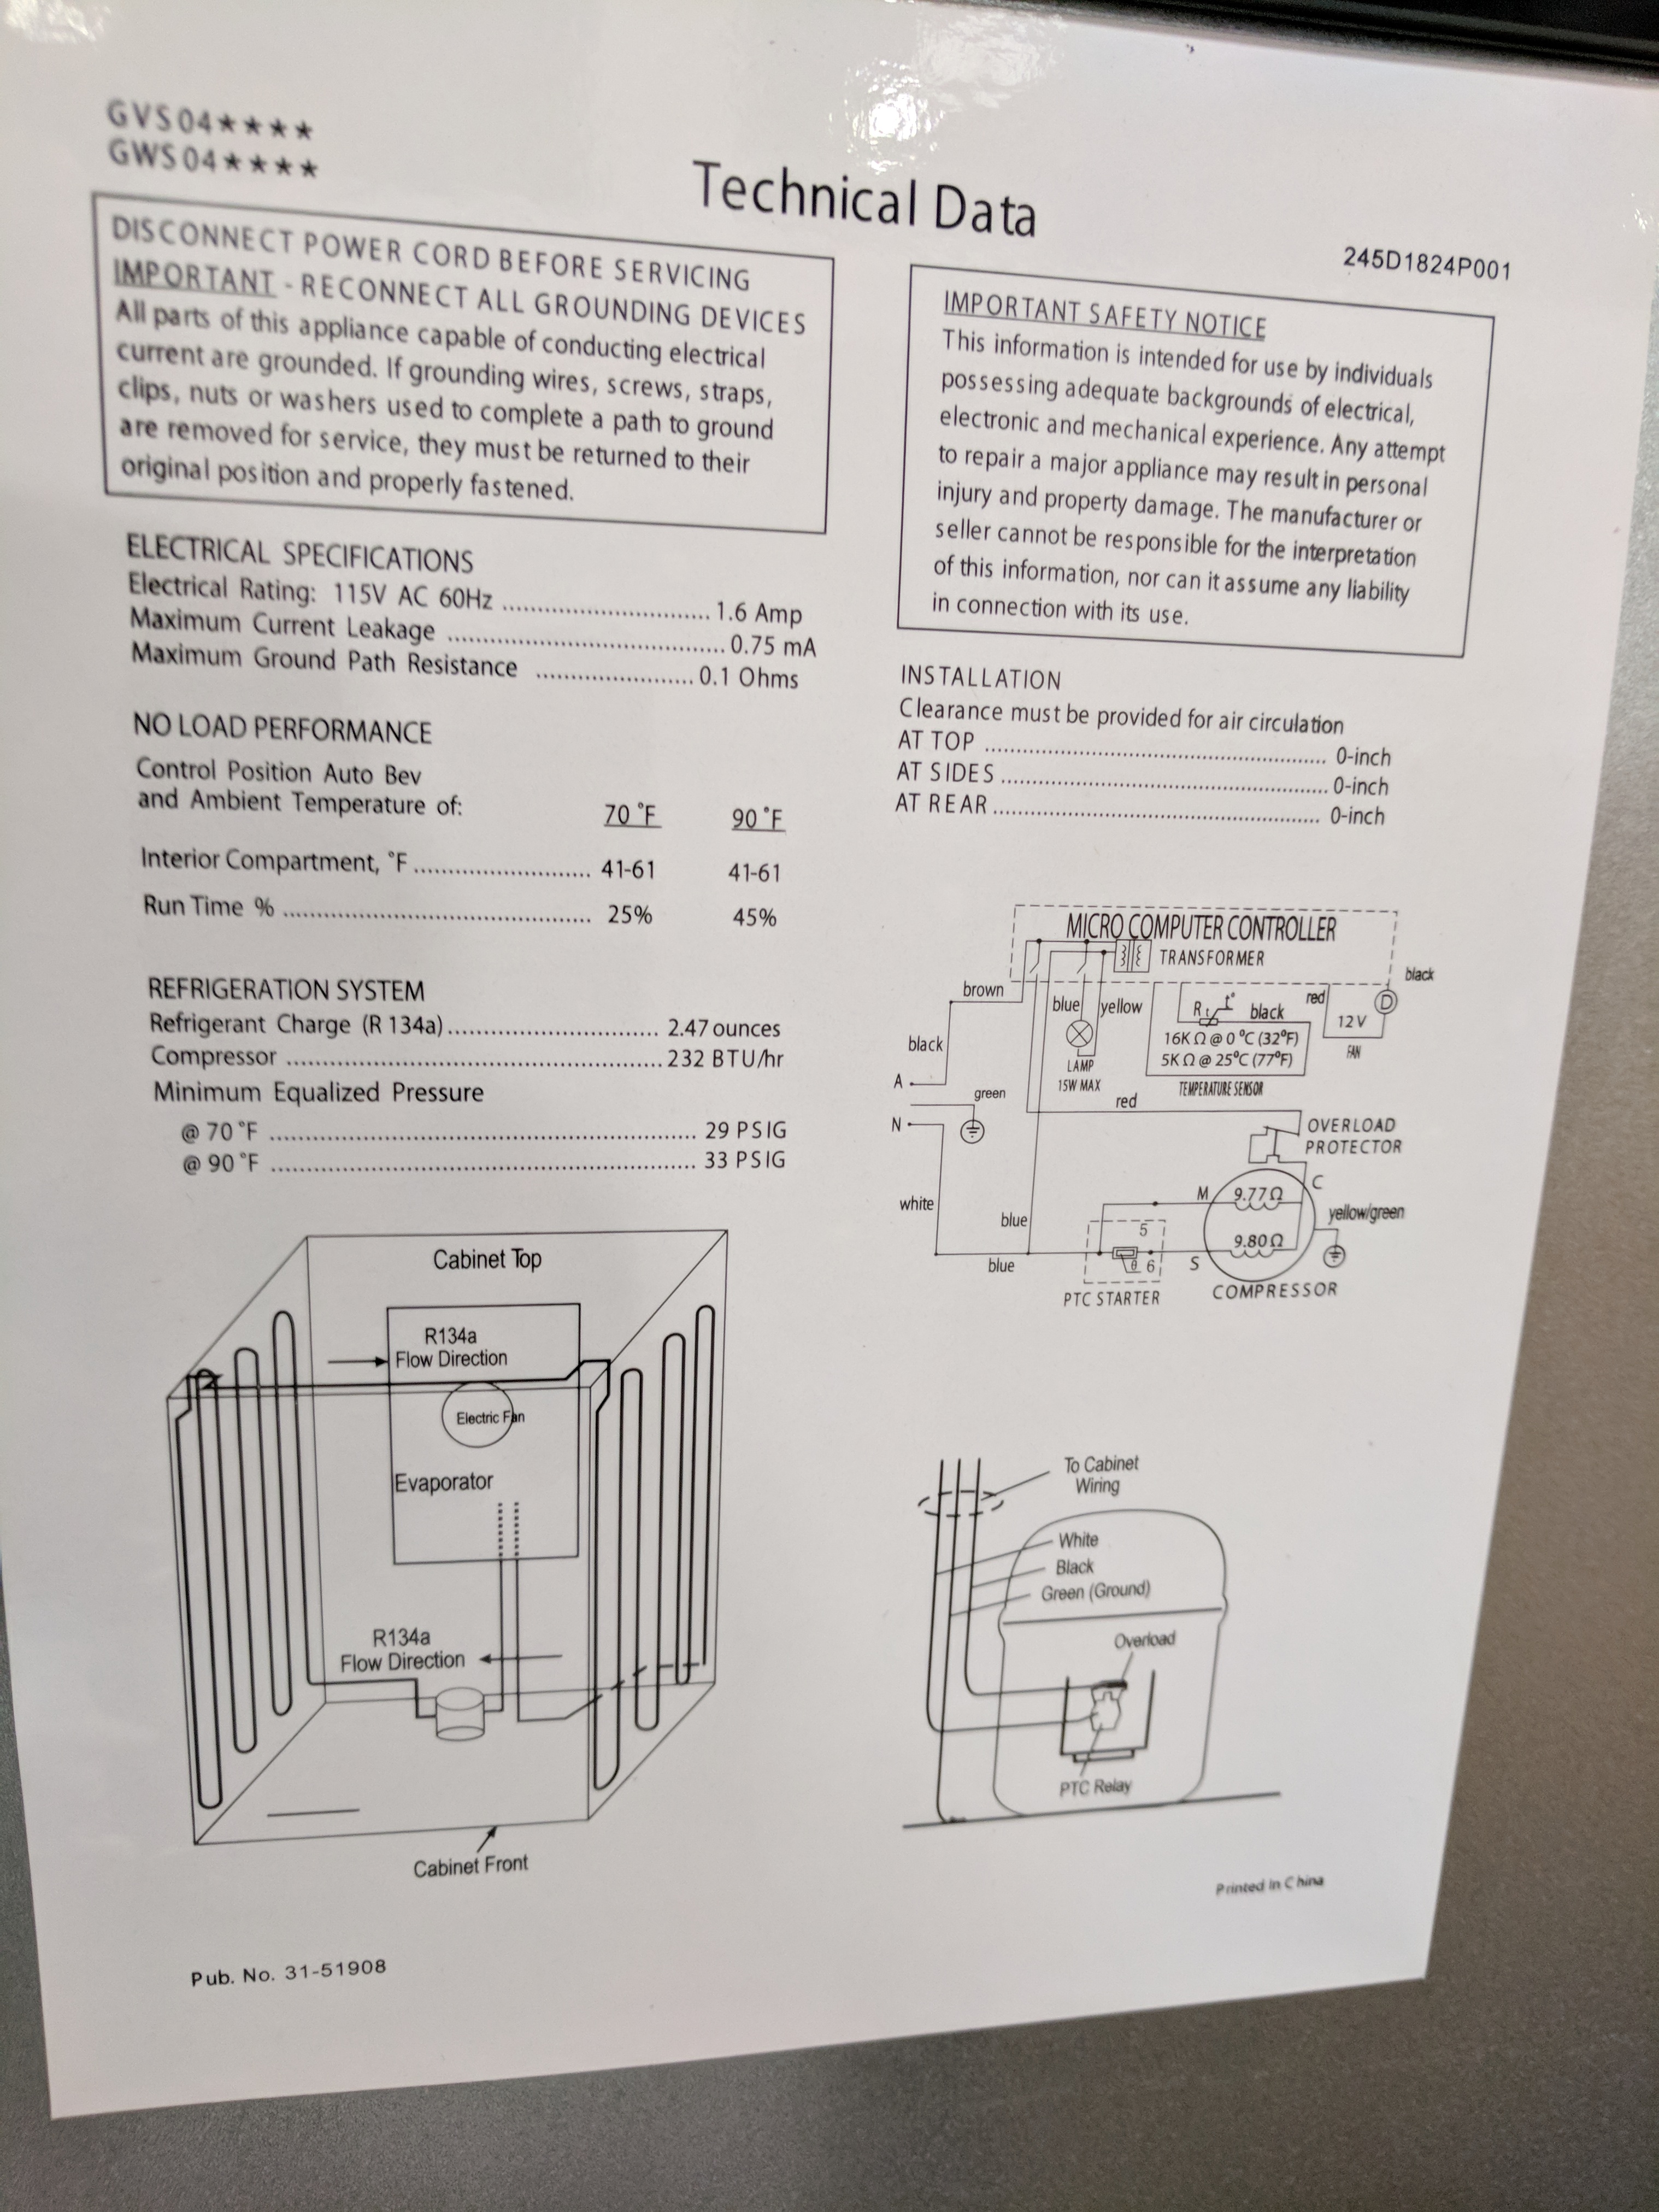 GVS04★★★★
GWS04★★★★
Technical Data
245D1824P001
DISCONNECT POWER CORD BEFORE SERVICING
IMPORTANT - RECONNECT ALL GROUNDING DEVICES
All parts of this appliance capable of conducting electrical
current are grounded. If grounding wires, screws, straps,
clips, nuts or washers used to complete a path to ground
are removed for service, they must be returned to their
original position and properly fastened.
ELECTRICAL SPECIFICATIONS
Electrical Rating: 115V AC 60Hz .............................. 1.6 Amp
Maximum Current Leakage ........................................ 0.75 mA
Maximum Ground Path Resistance ...................... 0.1 Ohms
NO LOAD PERFORMANCE
Control Position Auto Bev
and Ambient Temperature of: 70 °F 90 °F
Interior Compartment, °F .......................... 41-61 41-61
Run Time % ............................................. 25% 45%
REFRIGERATION SYSTEM
Refrigerant Charge (R 134a) ............................... 2.47 ounces
Compressor ....................................................... 232 BTU/hr
Minimum Equalized Pressure
@ 70 °F .............................................................. 29 PSIG
@ 90 °F .............................................................. 33 PSIG
Cabinet Top
R134a
Flow Direction
Electric Fan
Evaporator
R134a
Flow Direction
Cabinet Front
Pub. No. 31-51908
IMPORTANT SAFETY NOTICE
This information is intended for use by individuals
possessing adequate backgrounds of electrical,
electronic and mechanical experience. Any attempt
to repair a major appliance may result in personal
injury and property damage. The manufacturer or
seller cannot be responsible for the interpretation
of this information, nor can it assume any liability
in connection with its use.
INSTALLATION
Clearance must be provided for air circulation
AT TOP .................................................. 0-inch
AT SIDES ................................................ 0-inch
AT REAR ................................................ 0-inch
MICRO COMPUTER CONTROLLER
TRANSFORMER
black
brown
blue
yellow
R t
t°
black
red
D
12 V
FAN
16K Ω @ 0 °C (32°F)
5K Ω @ 25°C (77°F)
TEMPERATURE SENSOR
black
LAMP
15W MAX
A
green
red
N
OVERLOAD
PROTECTOR
white
blue
M
9.77Ω
C
yellow/green
5
9.80Ω
blue
θ 6
S
PTC STARTER
COMPRESSOR
To Cabinet
Wiring
White
Black
Green (Ground)
Overload
PTC Relay
Printed In China